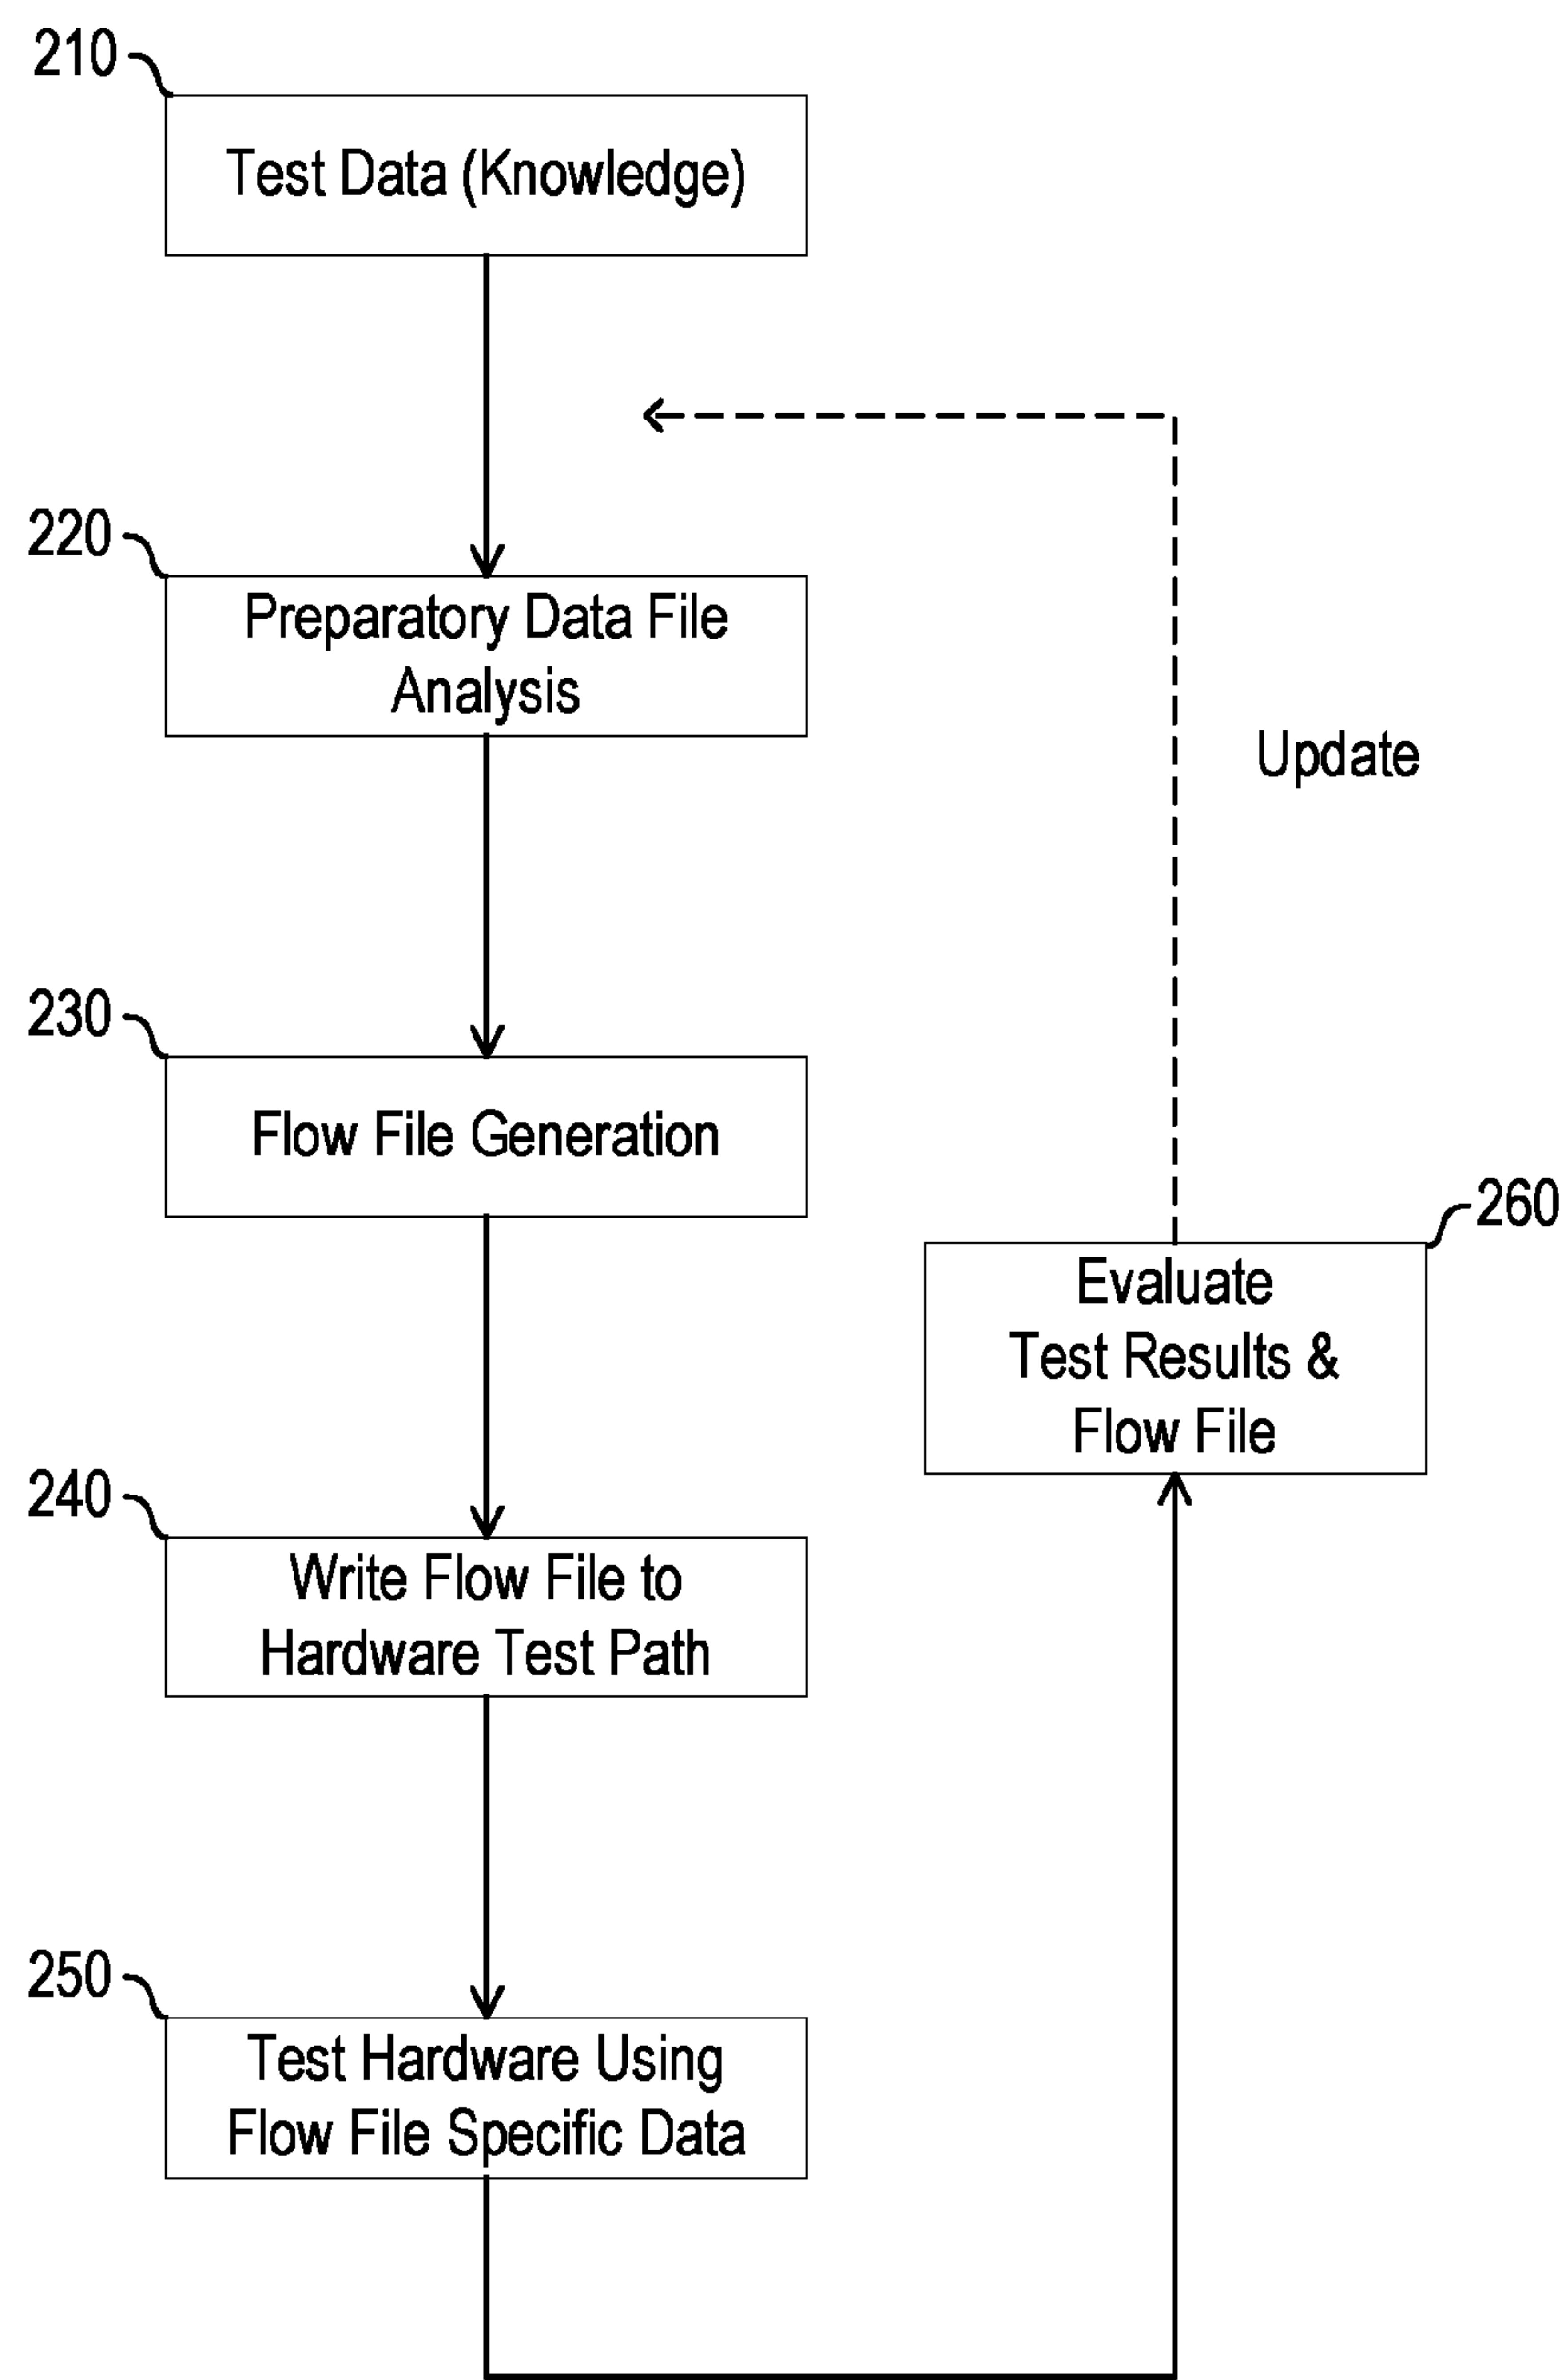 210
Test Data (Knowledge)
220
Preparatory Data File
Analysis
Update
230
Flow File Generation
260
Evaluate
Test Results &
Flow File
240
Write Flow File to
Hardware Test Path
250
Test Hardware Using
Flow File Specific Data